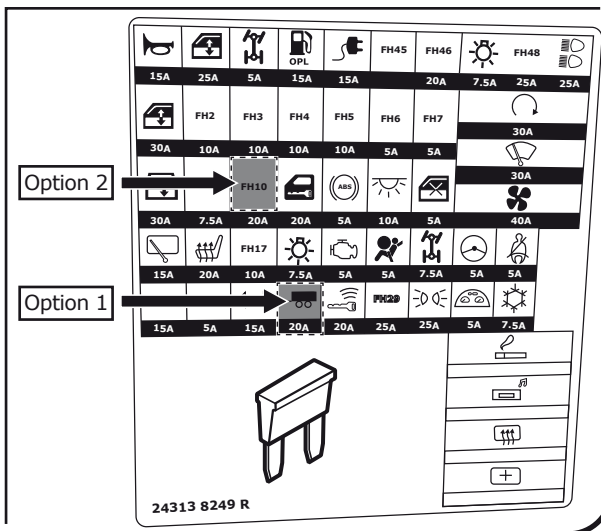 OPL FH45 FH46 FH48
15A 25A 5A 15A 15A 20A 7.5A 25A 25A
FH2 FH3 FH4 FH5 FH6 FH7
30A
30A 10A 10A 10A 10A 5A 5A
Option 2 FH10 ABS
30A
30A 7.5A 20A 20A 5A 10A 5A 40A
FH17
15A 20A 10A 7.5A 5A 5A 7.5A 5A 5A
Option 1 FH29
15A 5A 15A 20A 20A 25A 25A 5A 7.5A
24313 8249 R